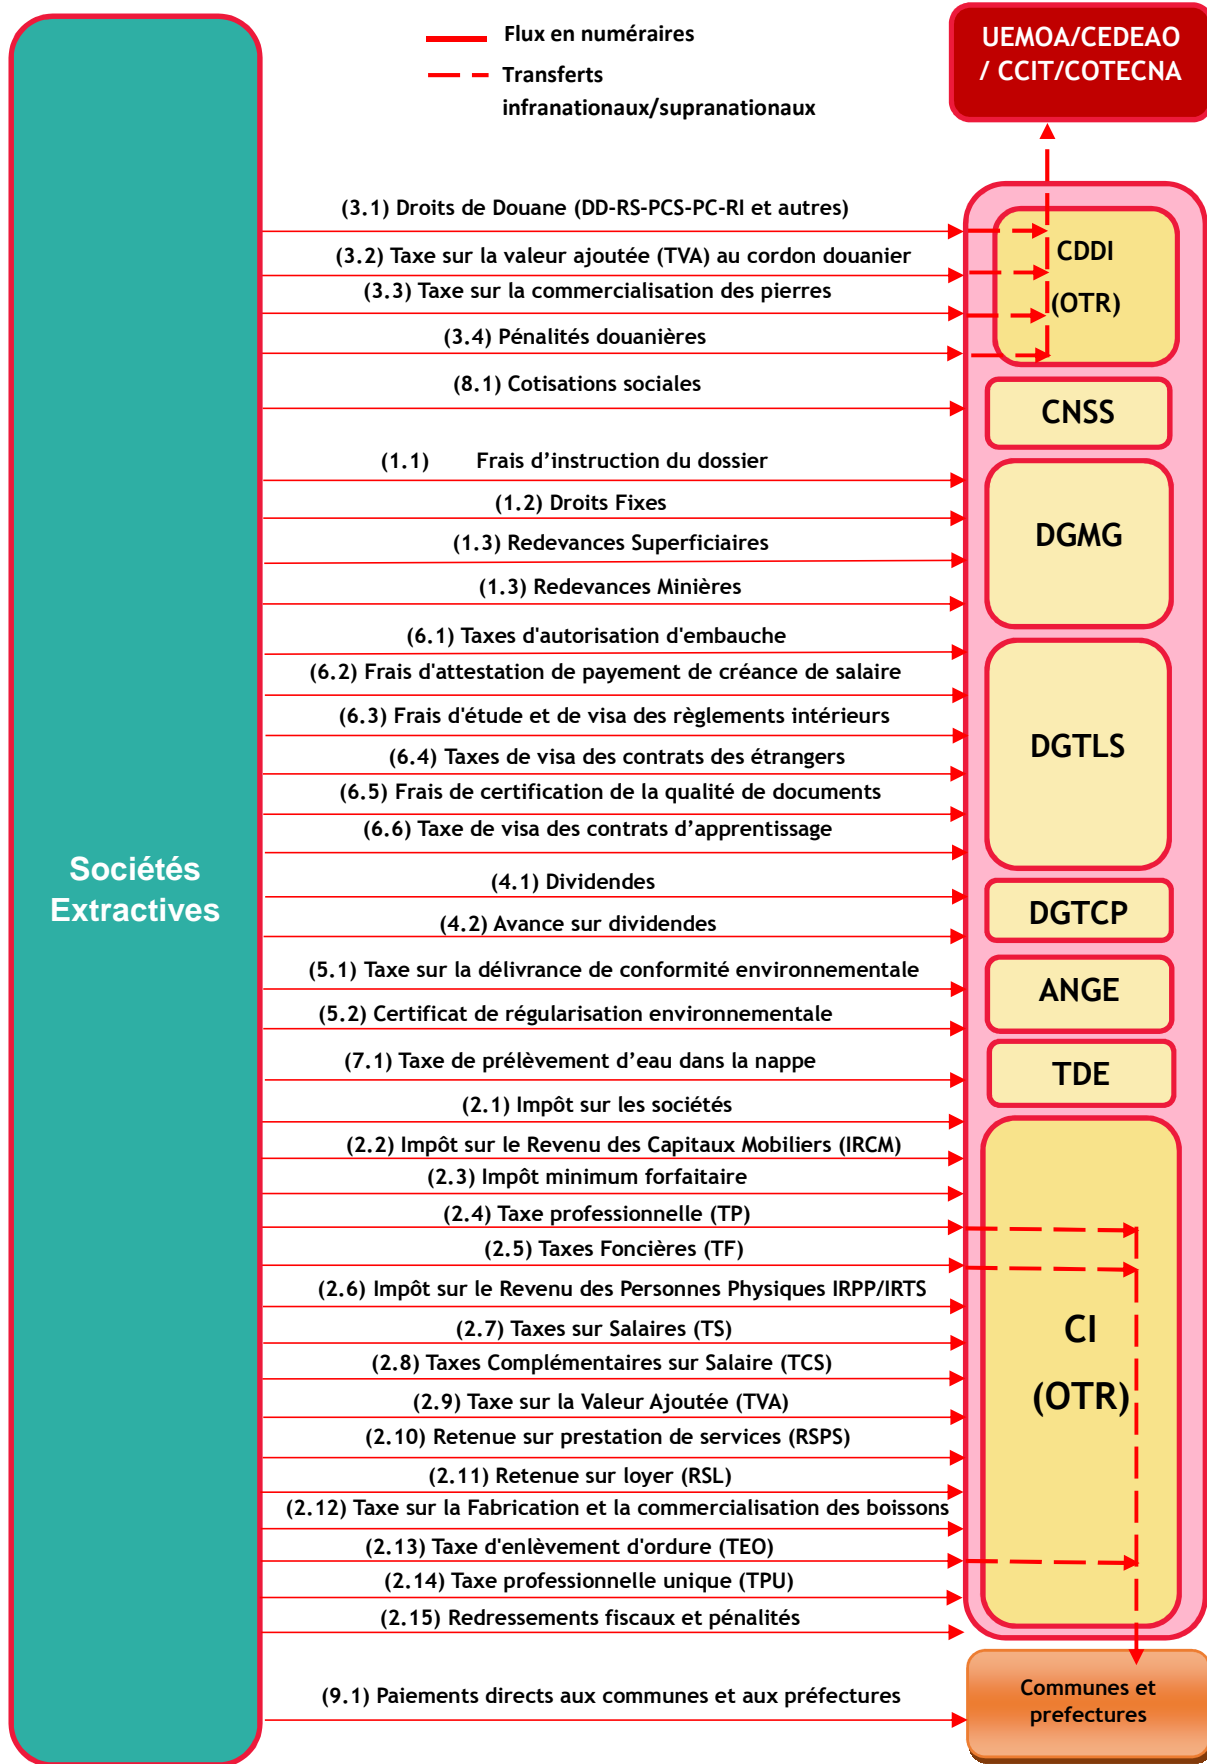 Flux en numéraires
Transferts
infranationaux/supranationaux
UEMOA/CEDEAO
/ CCIT/COTECNA
Sociétés
Extractives
(3.1) Droits de Douane (DD-RS-PCS-PC-RI et autres)
(3.2) Taxe sur la valeur ajoutée (TVA) au cordon douanier
(3.3) Taxe sur la commercialisation des pierres
(3.4) Pénalités douanières
CDDI
(OTR)
(8.1) Cotisations sociales
CNSS
(1.1) Frais d’instruction du dossier
(1.2) Droits Fixes
(1.3) Redevances Superficiaires
(1.3) Redevances Minières
DGMG
(6.1) Taxes d'autorisation d'embauche
(6.2) Frais d'attestation de payement de créance de salaire
(6.3) Frais d'étude et de visa des règlements intérieurs
(6.4) Taxes de visa des contrats des étrangers
(6.5) Frais de certification de la qualité de documents
(6.6) Taxe de visa des contrats d’apprentissage
DGTLS
(4.1) Dividendes
(4.2) Avance sur dividendes
DGTCP
(5.1) Taxe sur la délivrance de conformité environnementale
(5.2) Certificat de régularisation environnementale
ANGE
(7.1) Taxe de prélèvement d’eau dans la nappe
TDE
(2.1) Impôt sur les sociétés
(2.2) Impôt sur le Revenu des Capitaux Mobiliers (IRCM)
(2.3) Impôt minimum forfaitaire
(2.4) Taxe professionnelle (TP)
(2.5) Taxes Foncières (TF)
(2.6) Impôt sur le Revenu des Personnes Physiques IRPP/IRTS
(2.7) Taxes sur Salaires (TS)
(2.8) Taxes Complémentaires sur Salaire (TCS)
(2.9) Taxe sur la Valeur Ajoutée (TVA)
(2.10) Retenue sur prestation de services (RSPS)
(2.11) Retenue sur loyer (RSL)
(2.12) Taxe sur la Fabrication et la commercialisation des boissons
(2.13) Taxe d'enlèvement d'ordure (TEO)
(2.14) Taxe professionnelle unique (TPU)
(2.15) Redressements fiscaux et pénalités
CI
(OTR)
(9.1) Paiements directs aux communes et aux préfectures
Communes et
prefectures